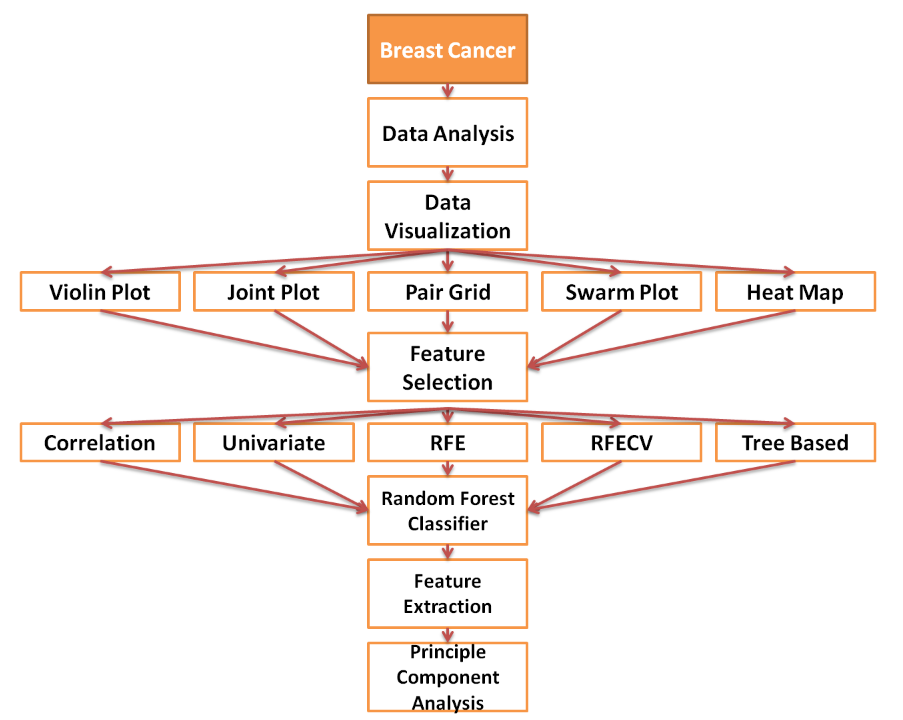 Breast Cancer
Data Analysis
Data
Visualization
Violin Plot
Joint Plot
Pair Grid
Swarm Plot
Heat Map
Feature
Selection
Correlation
Univariate
RFE
RFECV
Tree Based
Random Forest
Classifier
Feature
Extraction
Principle
Component
Analysis